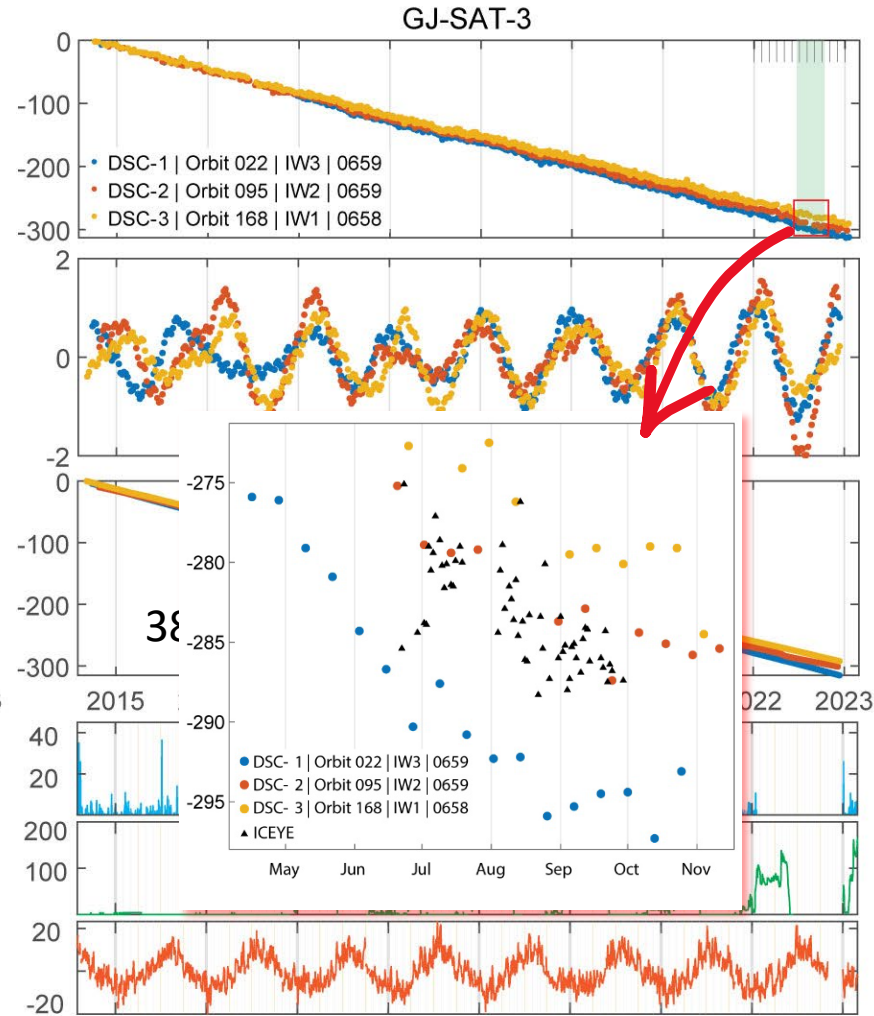 GJ-SAT-3
0
-100
-200
-300
DSC-1 | Orbit 022 | IW3 | 0659
DSC-2 | Orbit 095 | IW2 | 0659
DSC-3 | Orbit 168 | IW1 | 0658
2
0
-2
0
-100
-200
-300
38
2015
022
2023
-275
-280
-285
-290
-295
DSC- 1 | Orbit 022 | IW3 | 0659
DSC- 2 | Orbit 095 | IW2 | 0659
DSC- 3 | Orbit 168 | IW1 | 0658
ICEYE
May Jun Jul Aug Sep Oct Nov
40
20
200
100
20
-20